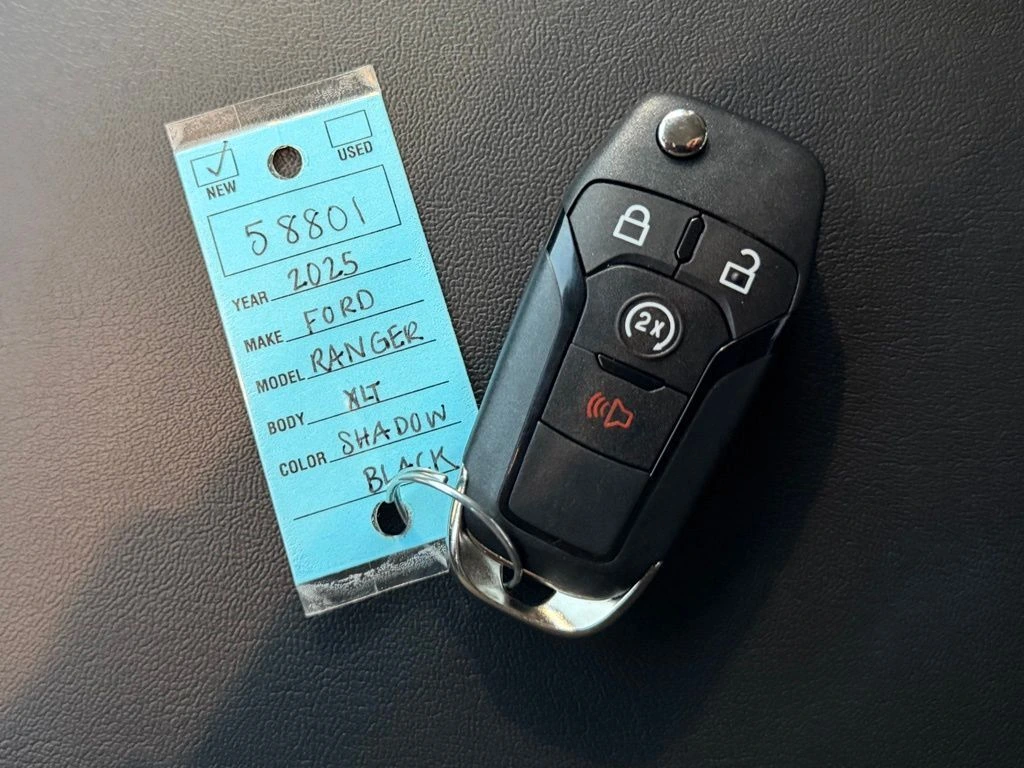 NEW
USED
58801
YEAR 2025
MAKE FORD
MODEL RANGER
BODY XLT
COLOR SHADOW
BLACK
2x